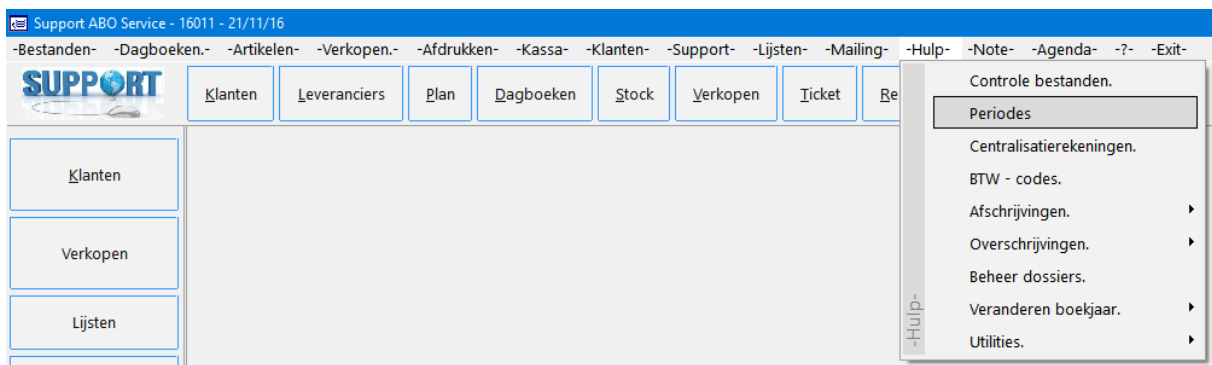 Support ABO Service - 16011 - 21/11/16
-Bestanden- -Dagboeken.- -Artikelen- -Verkopen.- -Afdrukken- -Kassa- -Klanten- -Support- -Lijsten- -Mailing- -Hulp- -Note- -Agenda- -?- -Exit-
SUPPORT Klanten Leveranciers Plan Dagboeken Stock Verkopen Ticket Re
Klanten
Verkopen
Lijsten
Controle bestanden.
Periodes
Centralisatierekeningen.
BTW - codes.
Afschrijvingen.
Overschrijvingen.
Beheer dossiers.
Veranderen boekjaar.
Utilities.
-Hulp-